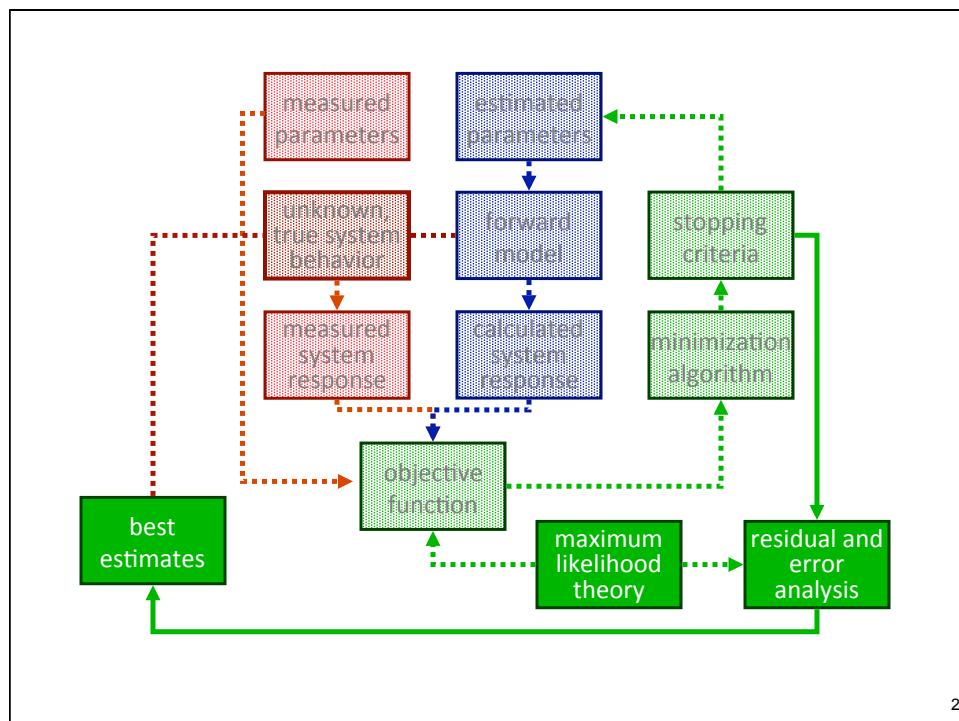 measured
parameters
estimated
parameters
unknown,
true system
behavior
forward
model
stopping
criteria
measured
system
response
calculated
system
response
minimization
algorithm
objective
function
best
estimates
maximum
likelihood
theory
residual and
error
analysis
2